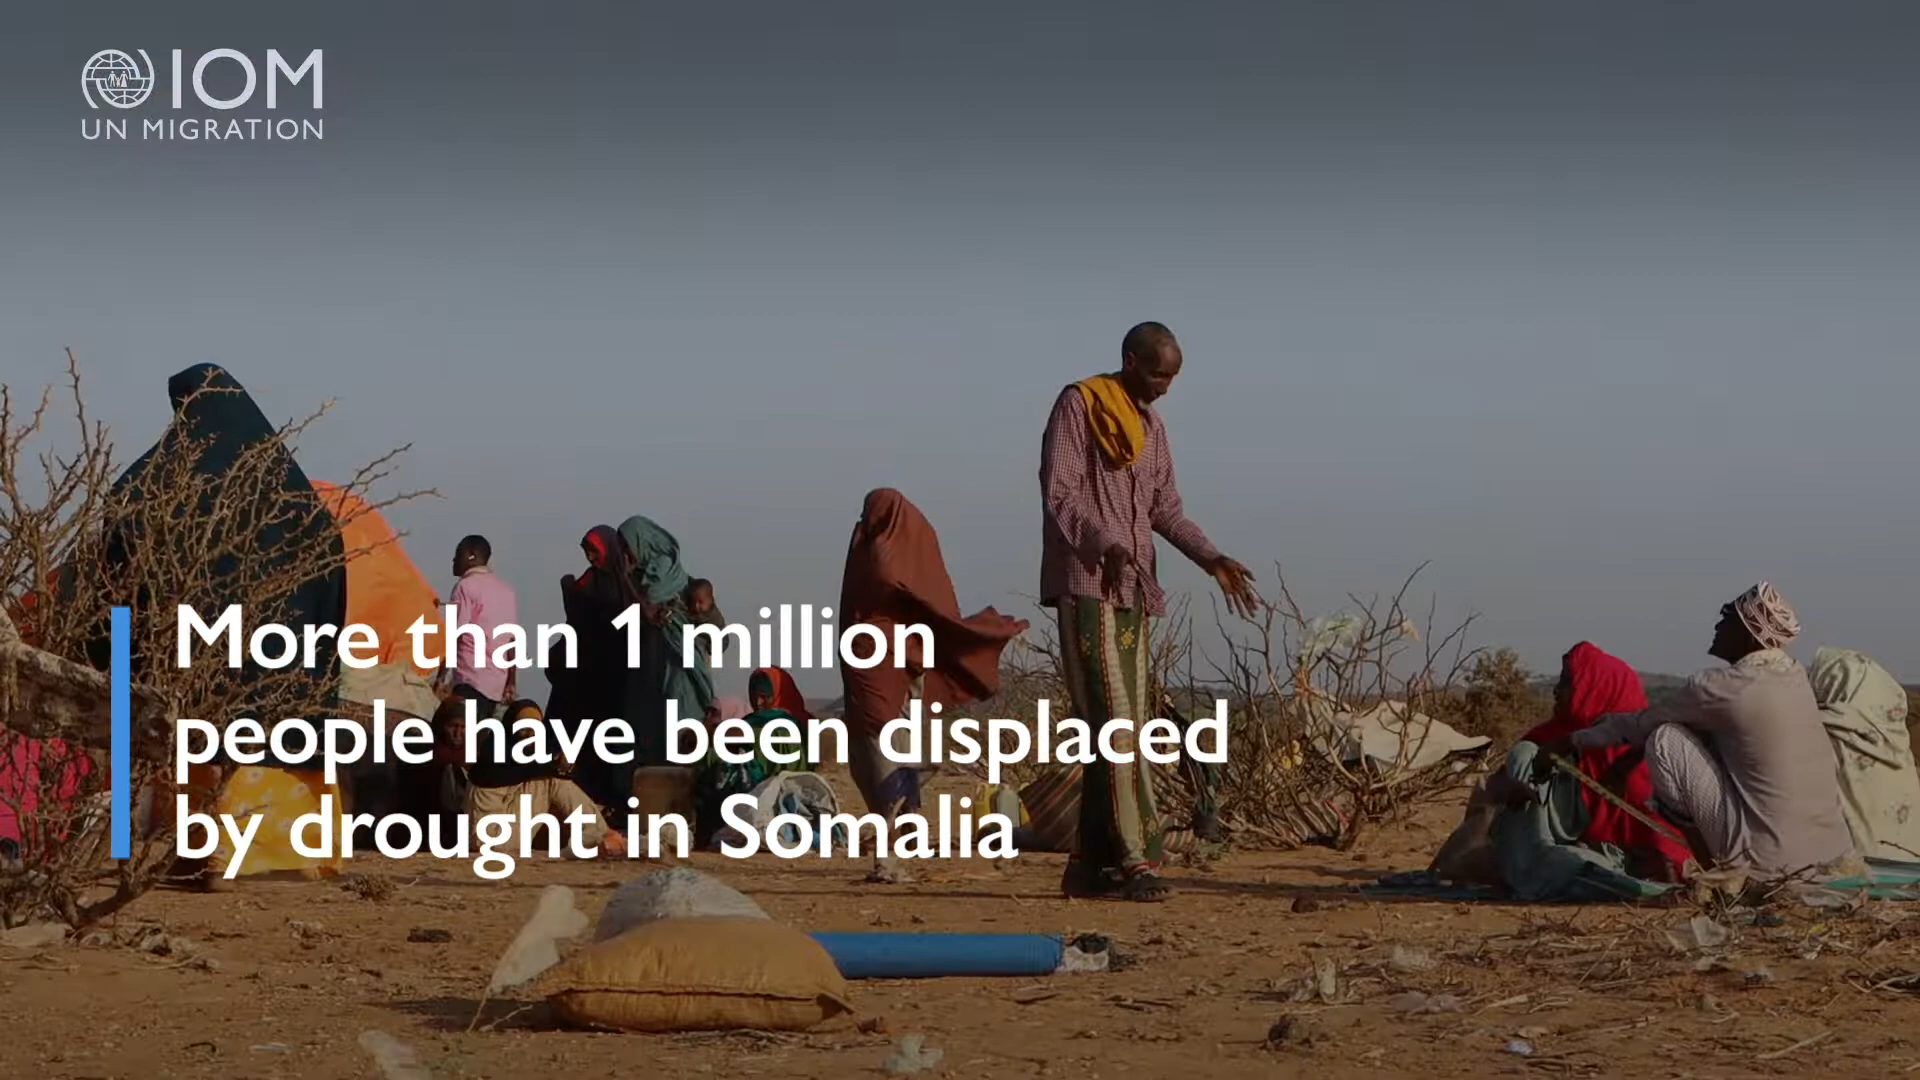 IOM
UN MIGRATION
More than 1 million
people have been displaced
by drought in Somalia